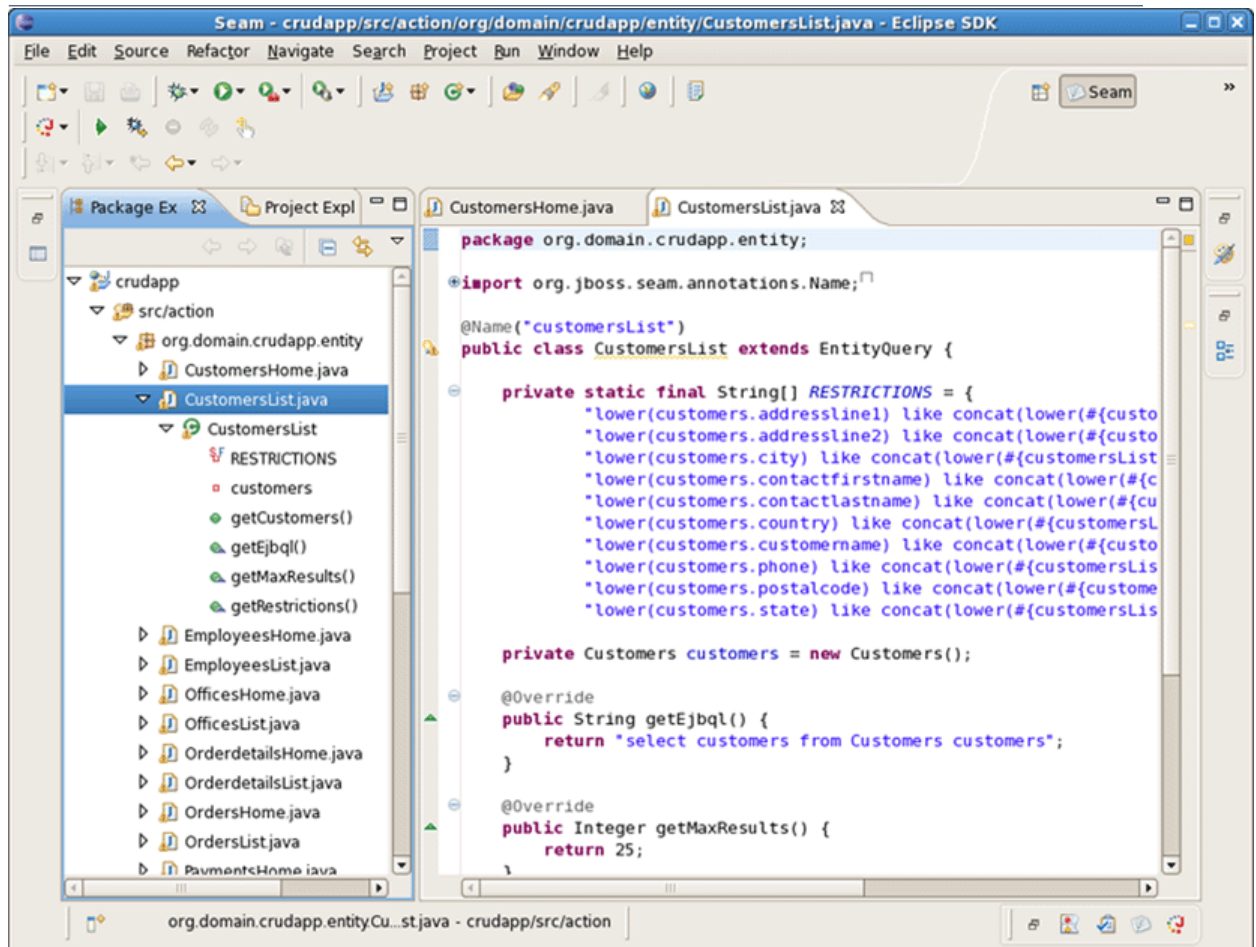 Seam - crudapp/src/action/org/domain/crudapp/entity/CustomersList.java - Eclipse SDK
File Edit Source Refactor Navigate Search Project Run Window Help
Seam
Package Ex
Project Expl
CustomersHome.java
CustomersList.java
crudapp
src/action
org.domain.crudapp.entity
CustomersHome.java
CustomersList.java
CustomersList
RESTRICTIONS
customers
getCustomers()
getEjbql()
getMaxResults()
getRestrictions()
EmployeesHome.java
EmployeesList.java
OfficesHome.java
OfficesList.java
OrderdetailsHome.java
OrderdetailsList.java
OrdersHome.java
OrdersList.java
PaymentsHome.java
package org.domain.crudapp.entity;
import org.jboss.seam.annotations.Name;
@Name("customersList")
public class CustomersList extends EntityQuery {
private static final String[] RESTRICTIONS = {
"lower(customers.addressline1) like concat(lower(#{custo
"lower(customers.addressline2) like concat(lower(#{custo
"lower(customers.city) like concat(lower(#{customersList
"lower(customers.contactfirstname) like concat(lower(#{c
"lower(customers.contactlastname) like concat(lower(#{cu
"lower(customers.country) like concat(lower(#{customersL
"lower(customers.customername) like concat(lower(#{custo
"lower(customers.phone) like concat(lower(#{customersLis
"lower(customers.postalcode) like concat(lower(#{custome
"lower(customers.state) like concat(lower(#{customersLis
private Customers customers = new Customers();
@Override
public String getEjbql() {
return "select customers from Customers customers";
}
@Override
public Integer getMaxResults() {
return 25;
}
org.domain.crudapp.entity.Cu...st.java - crudapp/src/action